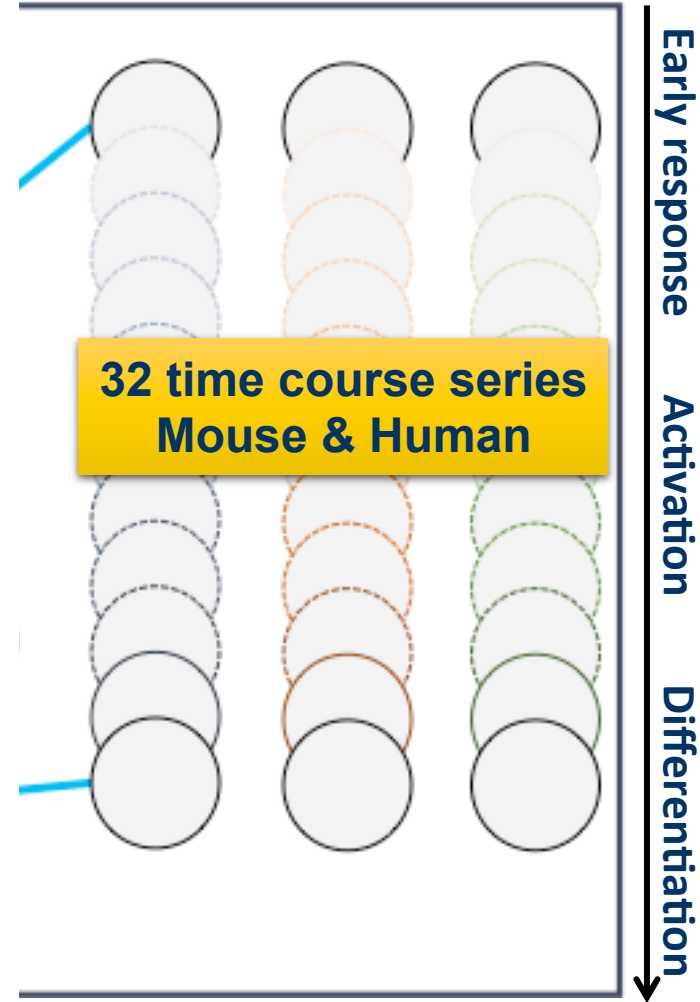 32 time course series
Mouse & Human
Early response
Activation
Differentiation